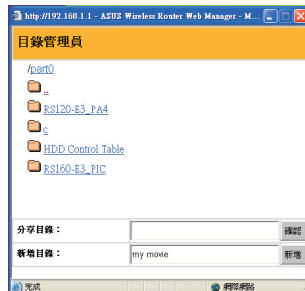 http://192.168.1.1 - ASUS Wireless Router Web Manager - M...
目錄管理員
/part0
..
RS120-E3_PA4
c
HDD Control Table
RS160-E3_PIC
分享目錄：
確認
新增目錄：
my movie
新增
完成
網際網路